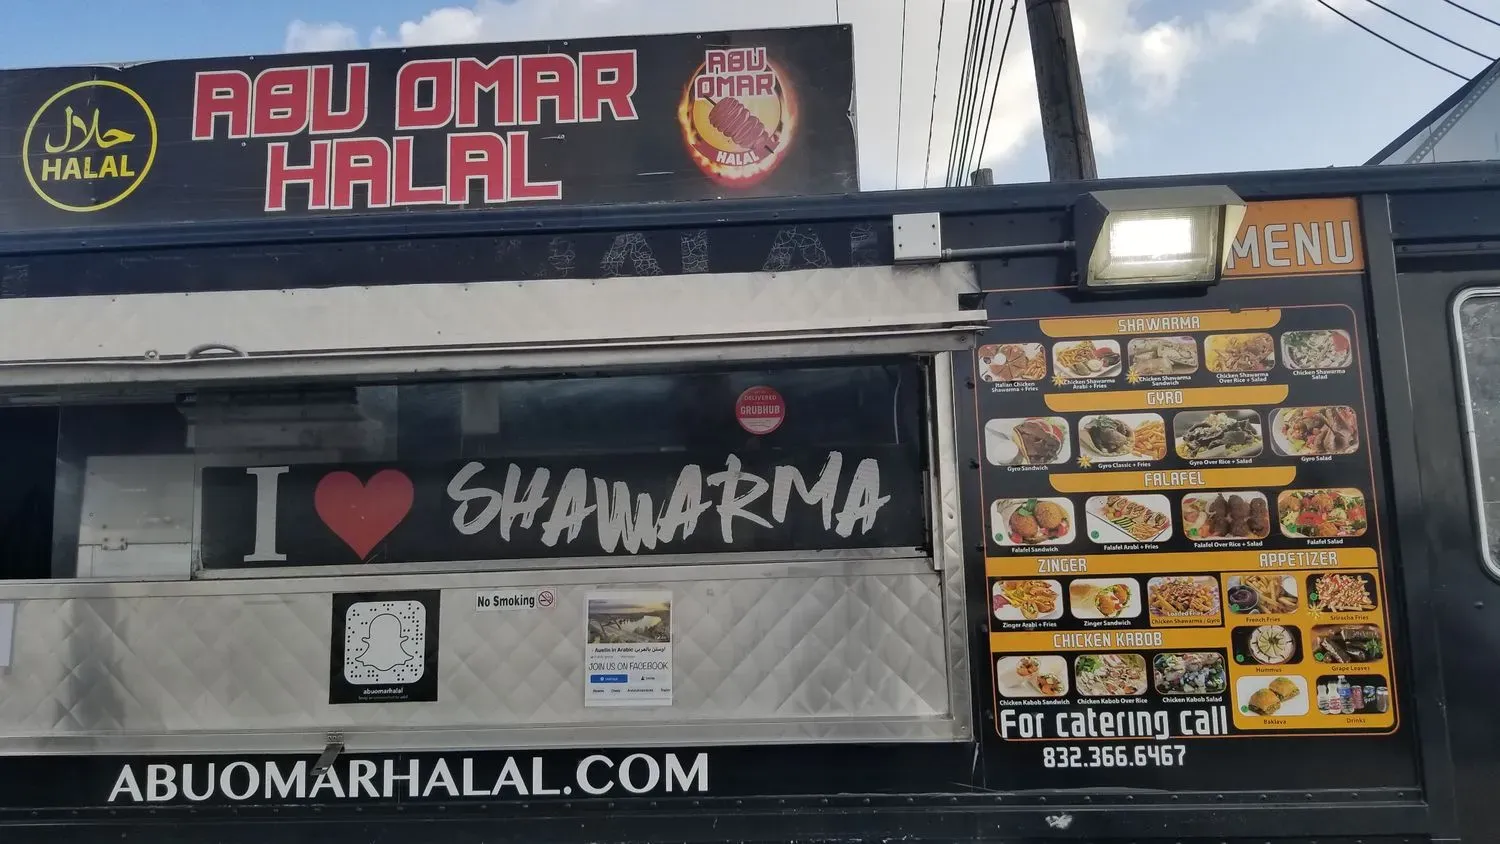 حلال
HALAL
ABU OMAR
HALAL
ABU
OMAR
HALAL
MENU
DELIVERED
GRUBHUB
I SHAWARMA
SHAWARMA
Italian Chicken
Shawarma + Fries
Chicken Shawarma
Arabi + Fries
Chicken Shawarma
Sandwich
Chicken Shawarma
Over Rice + Salad
Chicken Shawarma
Salad
GYRO
Gyro Sandwich
Gyro Classic + Fries
Gyro Over Rice + Salad
Gyro Salad
FALAFEL
Falafel Sandwich
Falafel Arabi + Fries
Falafel Over Rice + Salad
Falafel Salad
ZINGER
Zinger Arabi + Fries
Zinger Sandwich
Loaded Fries
Chicken Shawarma / Gyro
APPETIZER
French Fries
Sriracha Fries
Hummus
Grape Leaves
Baklava
Drinks
CHICKEN KABOB
Chicken Kabob Sandwich
Chicken Kabob Over Rice
Chicken Kabob Salad
For catering call
832.366.6467
abuomarhalal
No Smoking
Austin in Arabic أوستن بالعربي
JOIN US ON FACEBOOK
ABUOMARHALAL.COM